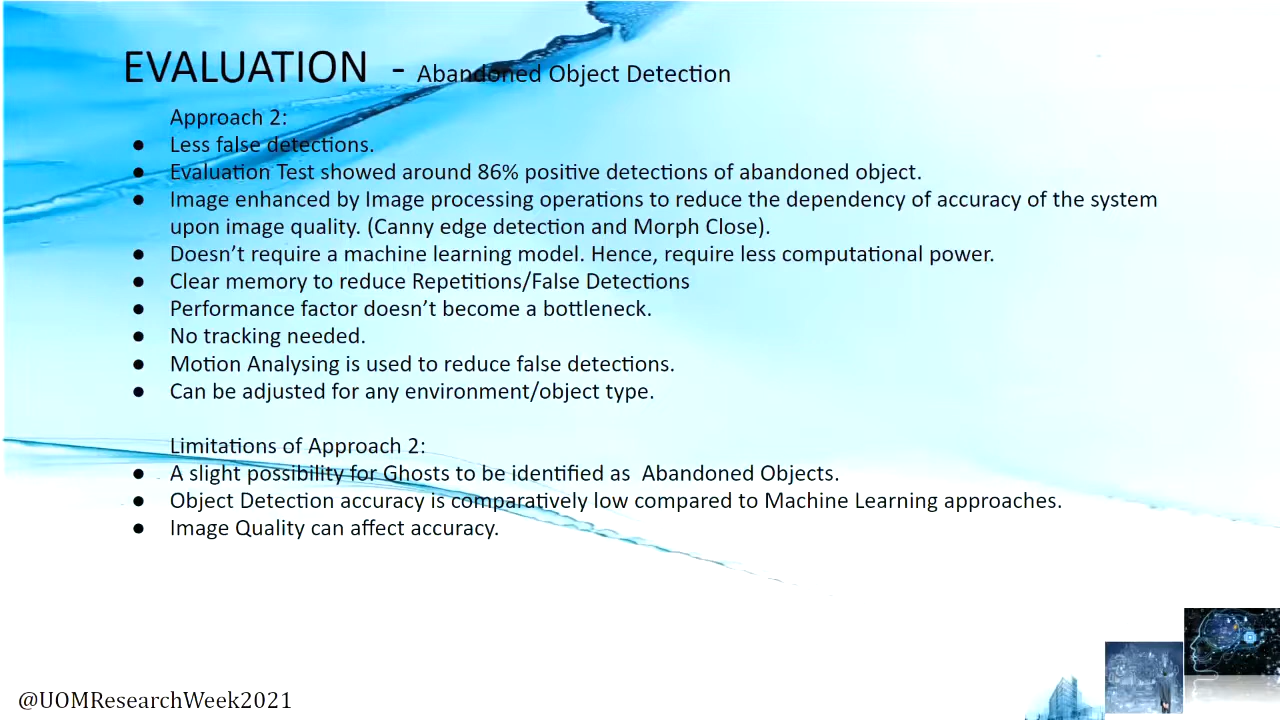 EVALUATION - Abandoned Object Detection
Approach 2:
● Less false detections.
● Evaluation Test showed around 86% positive detections of abandoned object.
● Image enhanced by Image processing operations to reduce the dependency of accuracy of the system
upon image quality. (Canny edge detection and Morph Close).
● Doesn’t require a machine learning model. Hence, require less computational power.
● Clear memory to reduce Repetitions/False Detections
● Performance factor doesn’t become a bottleneck.
● No tracking needed.
● Motion Analysing is used to reduce false detections.
● Can be adjusted for any environment/object type.
Limitations of Approach 2:
● A slight possibility for Ghosts to be identified as Abandoned Objects.
● Object Detection accuracy is comparatively low compared to Machine Learning approaches.
● Image Quality can affect accuracy.
@UOMResearchWeek2021